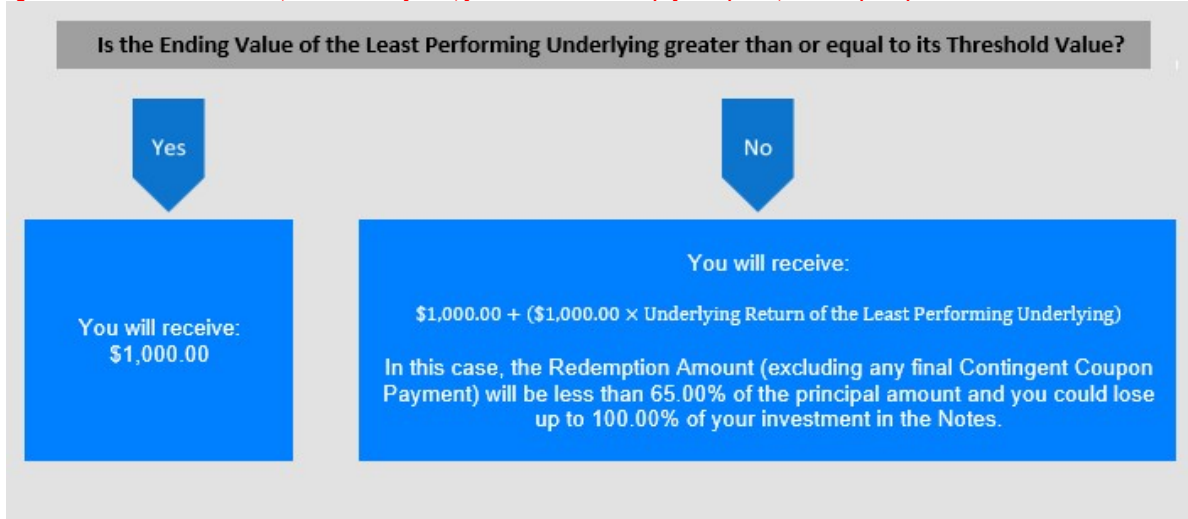 Is the Ending Value of the Least Performing Underlying greater than or equal to its Threshold Value?
Yes
No
You will receive:
$1,000.00
You will receive:
$1,000.00 + ($1,000.00 × Underlying Return of the Least Performing Underlying)
In this case, the Redemption Amount (excluding any final Contingent Coupon
Payment) will be less than 65.00% of the principal amount and you could lose
up to 100.00% of your investment in the Notes.